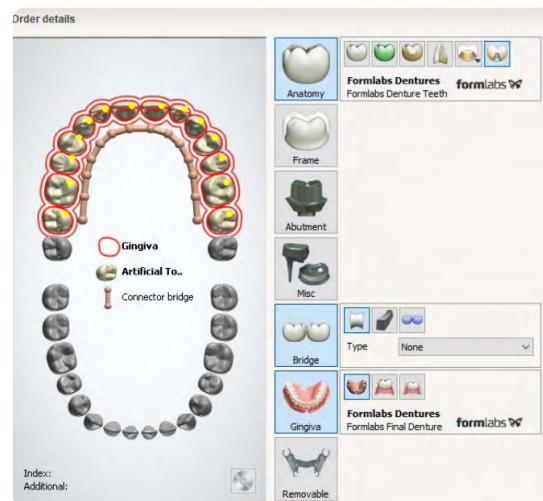 Order details
Gingiva
Artificial To..
Connector bridge
Index:
Additional:
Anatomy
Formlabs Dentures
Formlabs Denture Teeth
formlabs
Frame
Abutment
Misc
Bridge
Type
None
Gingiva
Formlabs Dentures
Formlabs Final Denture
formlabs
Removable